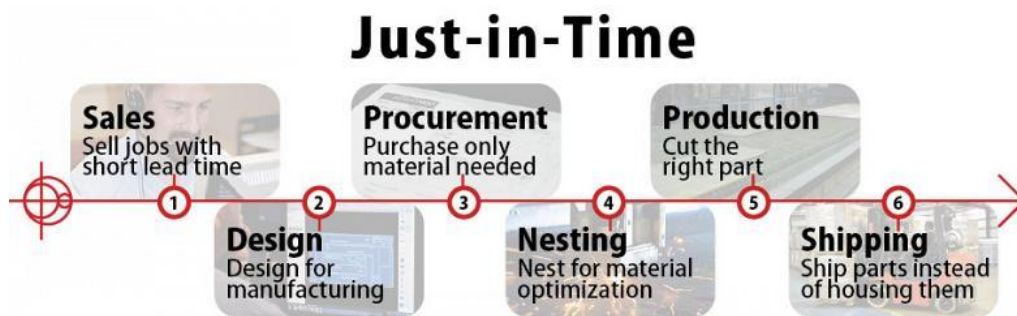 Just-in-Time
Sales
Sell jobs with
short lead time
1
Design
Design for
manufacturing
2
Procurement
Purchase only
material needed
3
Nesting
Nest for material
optimization
4
Production
Cut the
right part
5
Shipping
Ship parts instead
of housing them
6